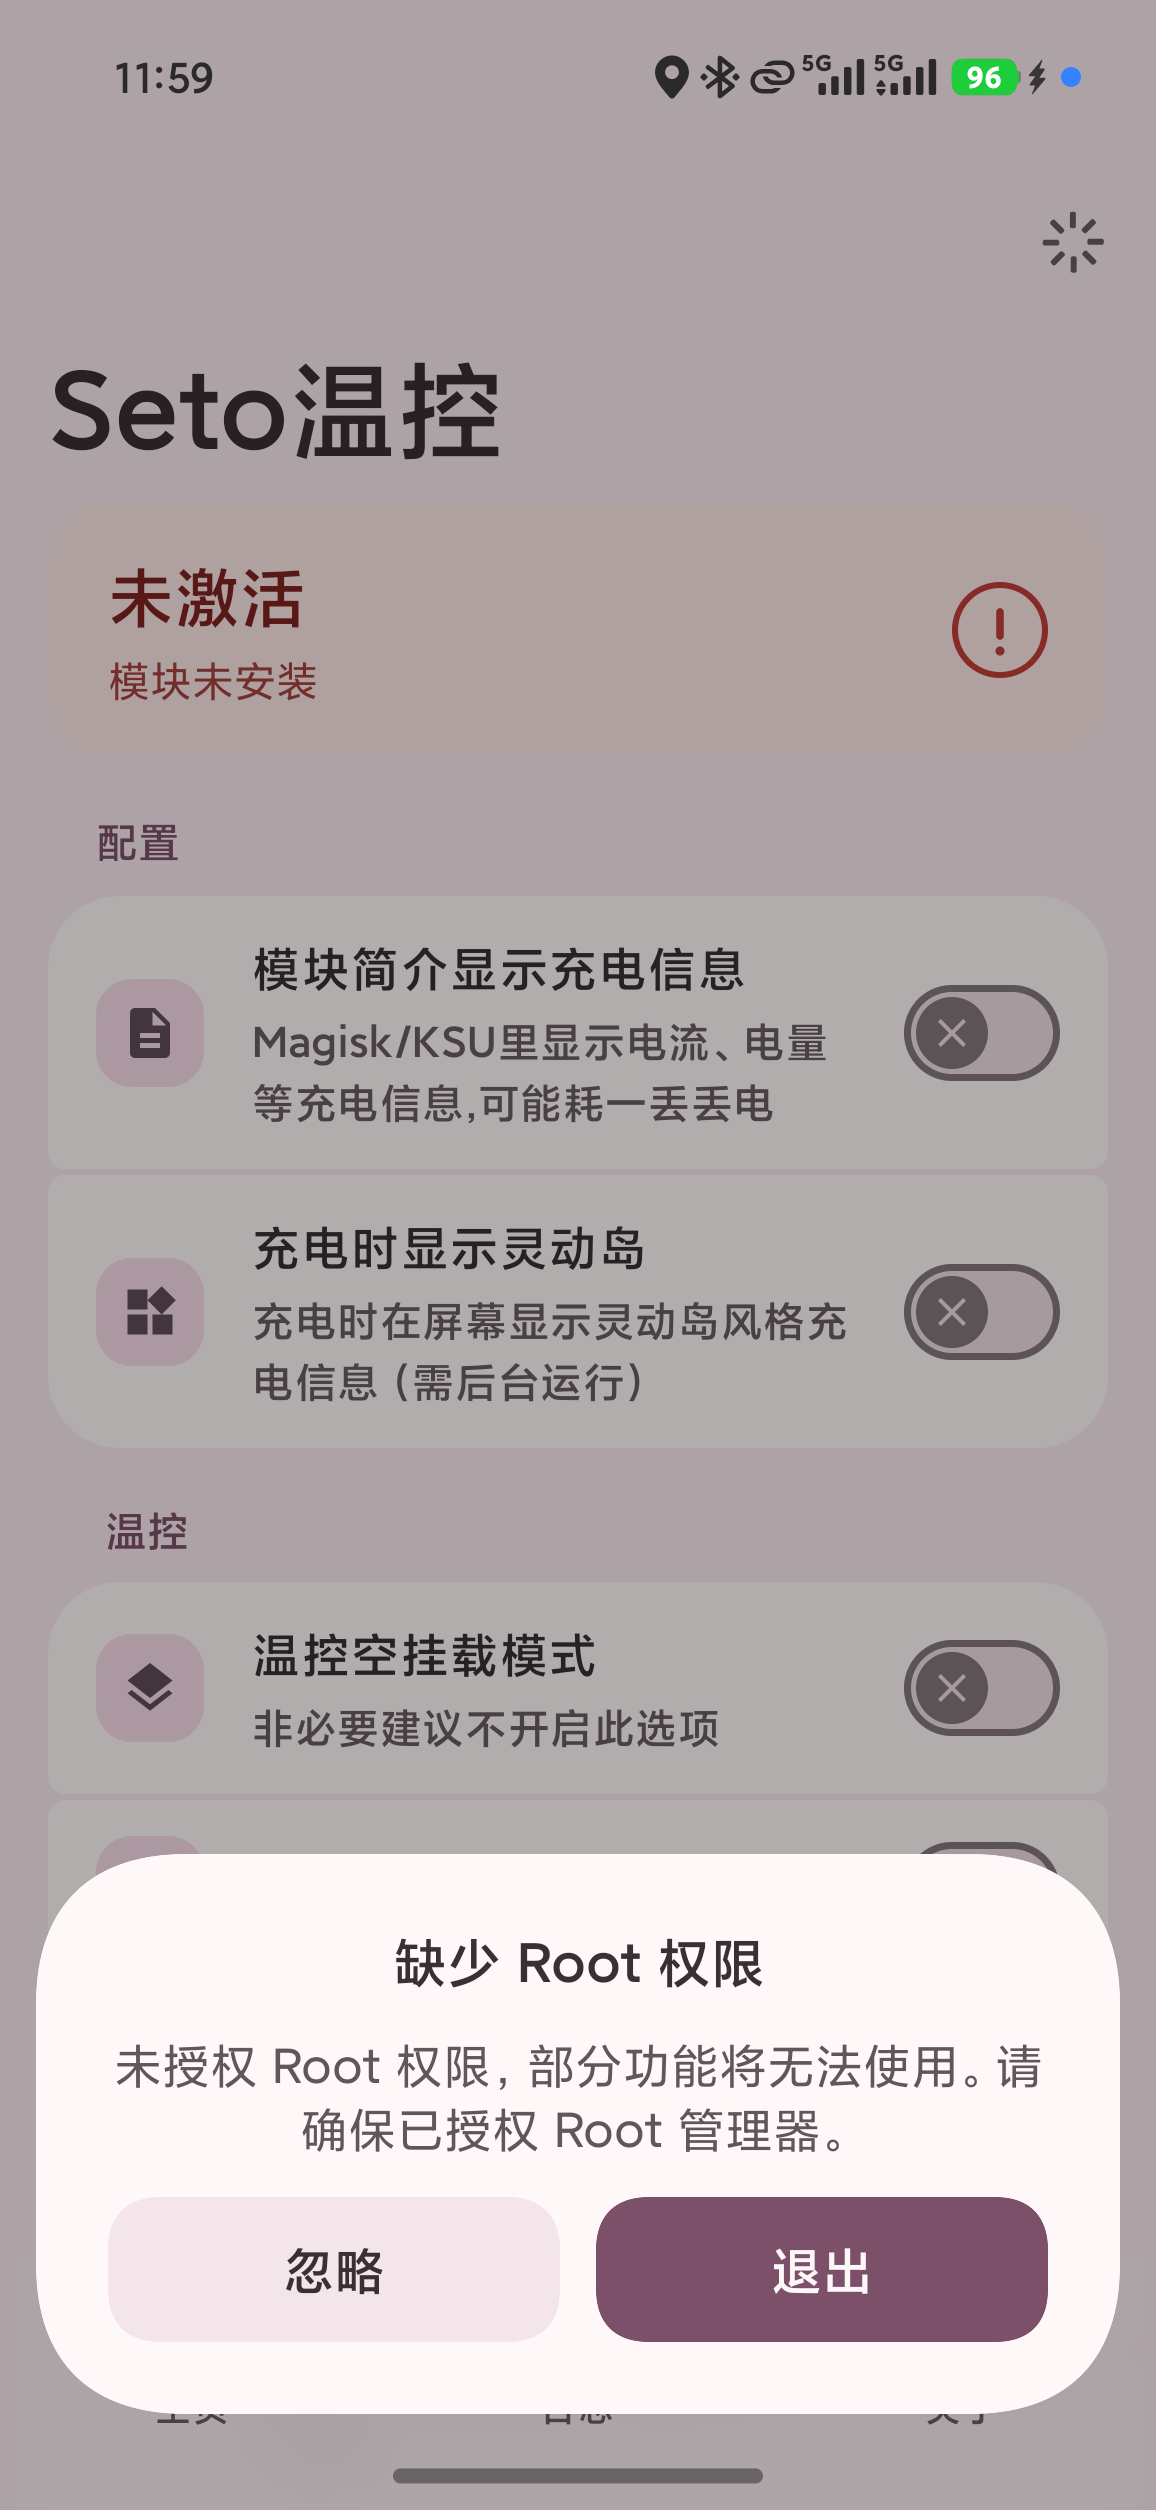 11:59
5G
5G
96
Seto温控
未激活
模块未安装
配置
模块简介显示充电信息
Magisk/KSU里显示电流、电量
等充电信息,可能耗一丢丢电
充电时显示灵动岛
充电时在屏幕显示灵动岛风格充
电信息（需后台运行）
温控
温控空挂载模式
非必要建议不开启此选项
缺少 Root 权限
未授权 Root 权限，部分功能将无法使用。请
确保已授权 Root 管理器。
忽略
退出